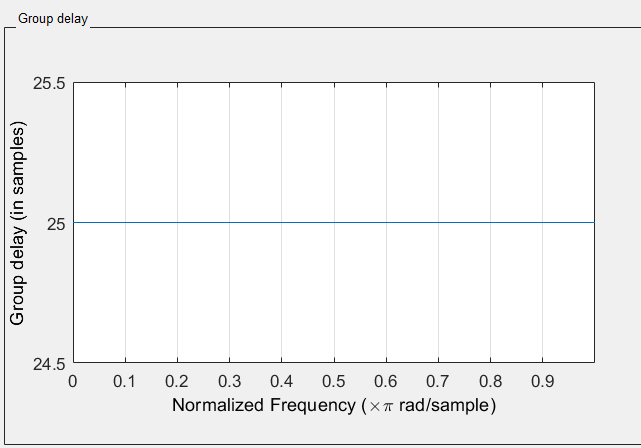 Group delay
25.5
25
24.5
Group delay (in samples)
0 0.1 0.2 0.3 0.4 0.5 0.6 0.7 0.8 0.9
Normalized Frequency (×π rad/sample)